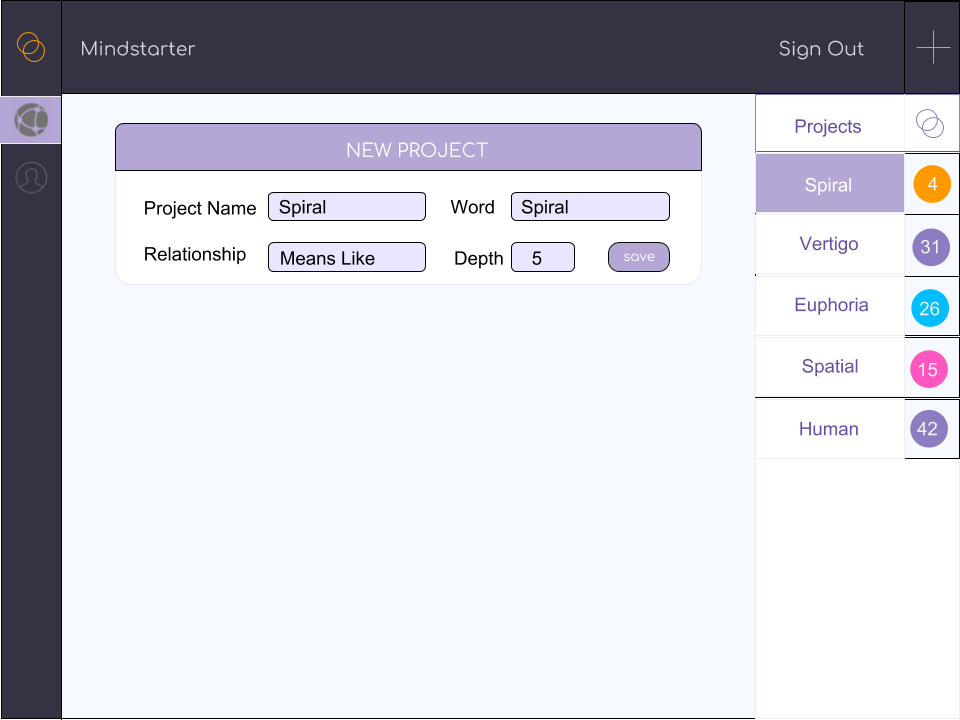 Mindstarter
Sign Out
NEW PROJECT
Project Name Spiral Word Spiral
Relationship Means Like Depth 5 save
Projects
Spiral 4
Vertigo 31
Euphoria 26
Spatial 15
Human 42